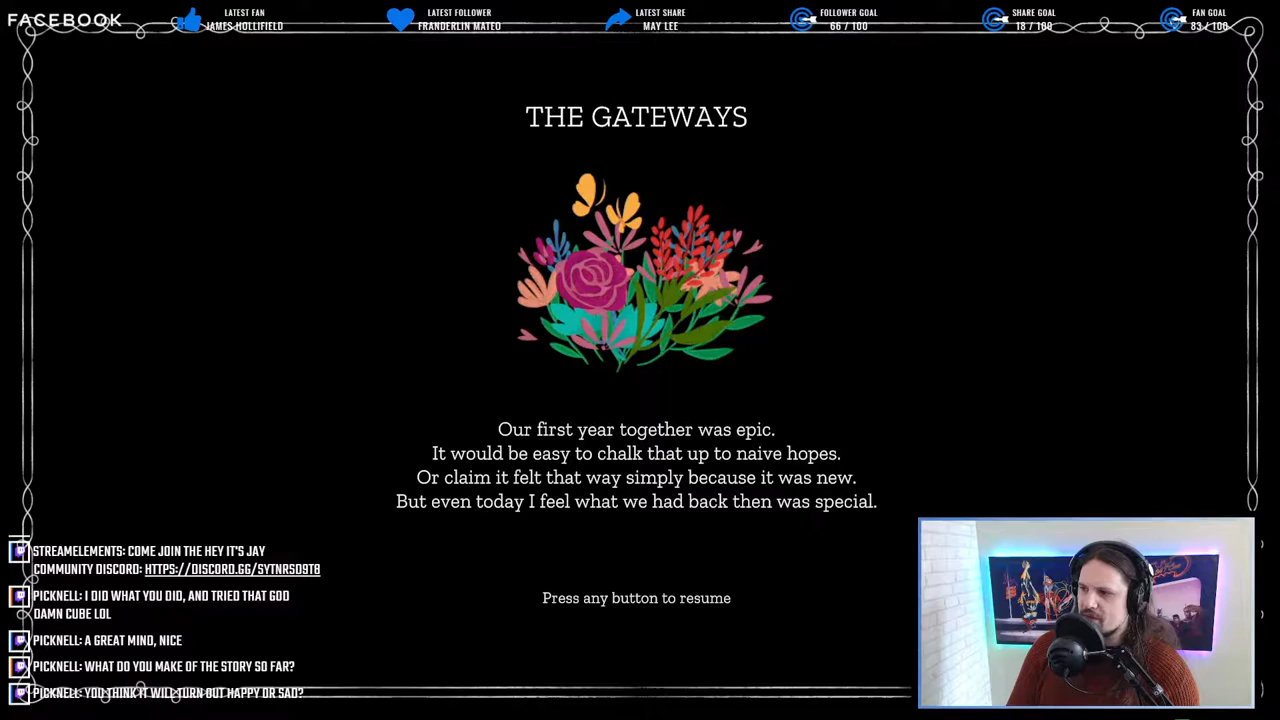 FACEBOOK
LATEST FAN
JAMES HOLLIFIELD
LATEST FOLLOWER
FRANDERLIN MATEO
LATEST SHARE
MAY LEE
FOLLOWER GOAL
66 / 100
SHARE GOAL
18 / 100
FAN GOAL
83 / 100
THE GATEWAYS
Our first year together was epic.
It would be easy to chalk that up to naive hopes.
Or claim it felt that way simply because it was new.
But even today I feel what we had back then was special.
Press any button to resume
STREAMELEMENTS: COME JOIN THE HEY IT'S JAY
COMMUNITY DISCORD: HTTPS://DISCORD.GG/SYTNRSD9T8
PICKNELL: I DID WHAT YOU DID, AND TRIED THAT GOD
DAMN CUBE LOL
PICKNELL: A GREAT MIND, NICE
PICKNELL: WHAT DO YOU MAKE OF THE STORY SO FAR?
PICKNELL: YOU THINK IT WILL TURN OUT HAPPY OR SAD?